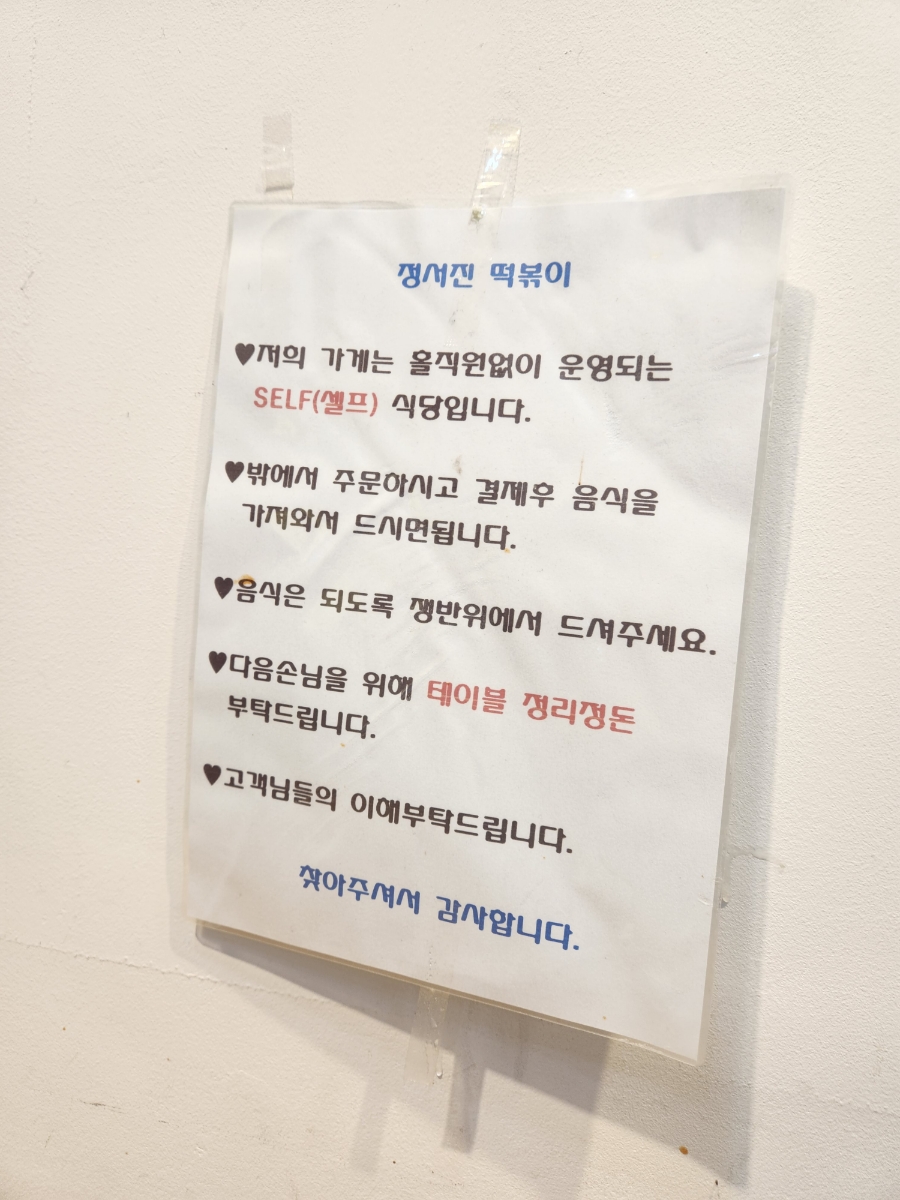 정서진 떡볶이
♥저희 가게는 홀직원없이 운영되는
SELF(셀프) 식당입니다.
♥밖에서 주문하시고 결제후 음식을
가져와서 드시면됩니다.
♥음식은 되도록 쟁반위에서 드셔주세요.
♥다음손님을 위해 테이블 정리정돈
부탁드립니다.
♥고객님들의 이해부탁드립니다.
찾아주셔서 감사합니다.